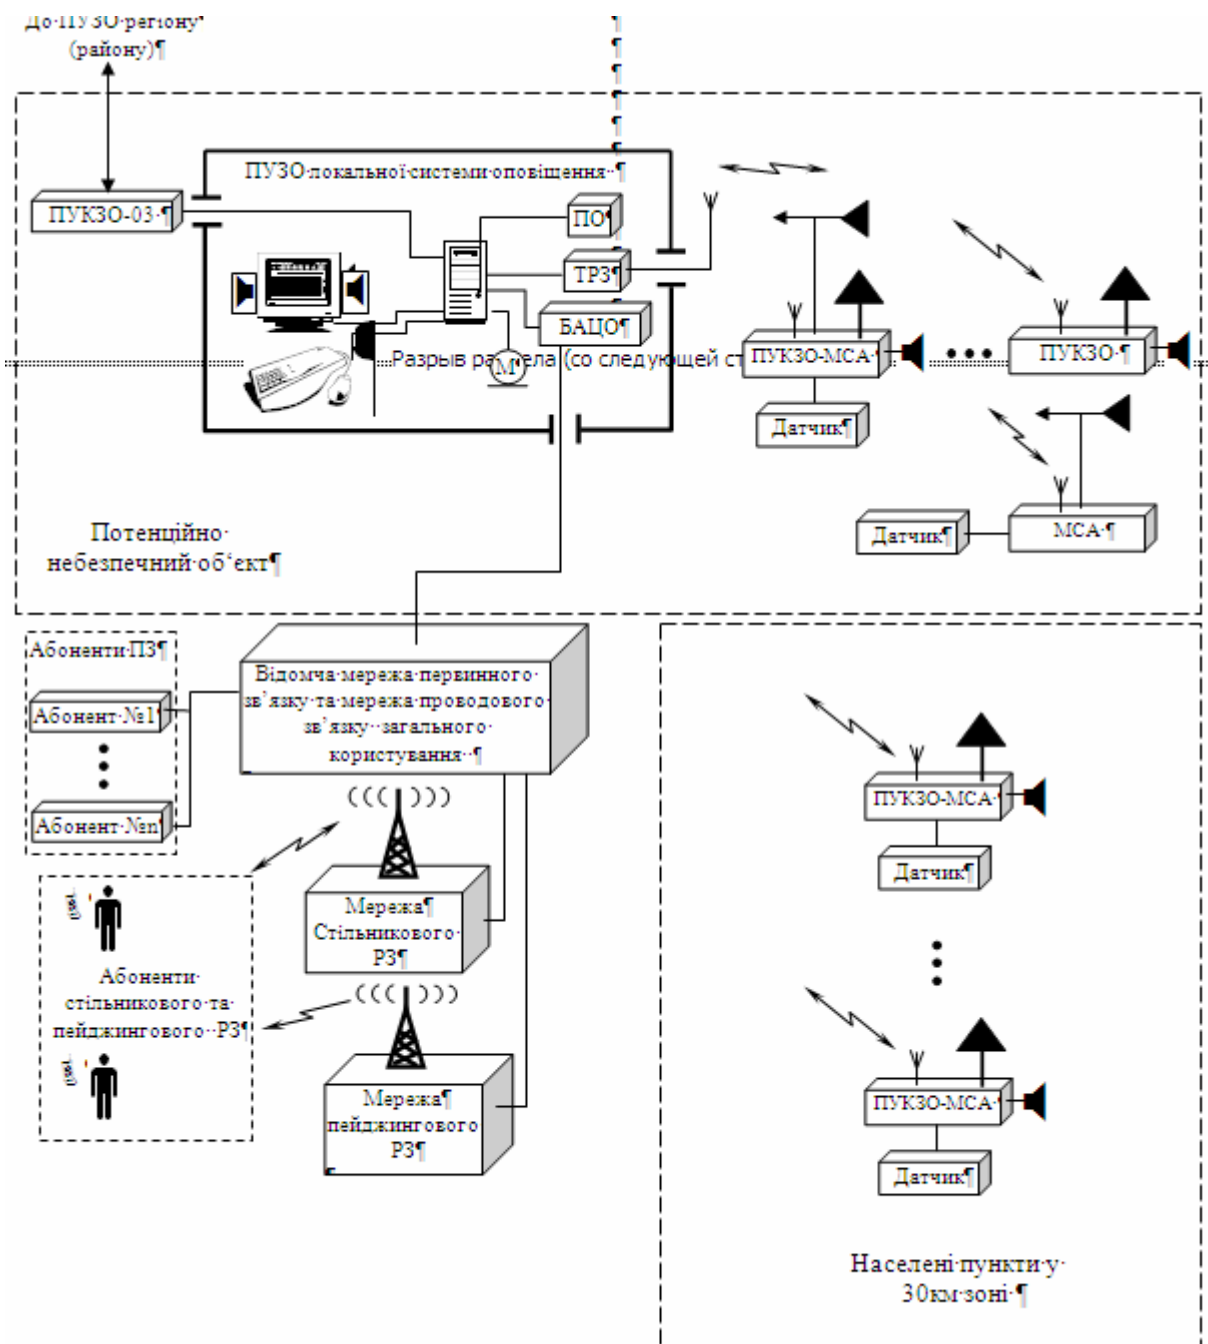 До ПУЗО регіону¶
(району)¶
ПУЗО локальної системи оповіщення ¶
ПУКЗО-03 ¶
ПО¶
ТРЗ¶
БАЦО¶
М¶
Разрыв ра ела (со следующей ст
ПУКЗО-МСА ¶
ПУКЗО ¶
Датчик¶
Датчик¶
МСА ¶
Потенційно
небезпечний об‘єкт¶
Абоненти ПЗ¶
Абонент №1¶
Абонент №n¶
Відомча мережа первинного
зв’язку та мережа проводового
зв’язку загального
користування ¶
Мережа¶
Стільникового
РЗ¶
Абоненти
стільникового та
пейджингового РЗ¶
Мережа¶
пейджингового
РЗ¶
¶
ПУКЗО-МСА ¶
Датчик¶
ПУКЗО-МСА ¶
Датчик¶
Населені пункти у
30км зоні ¶